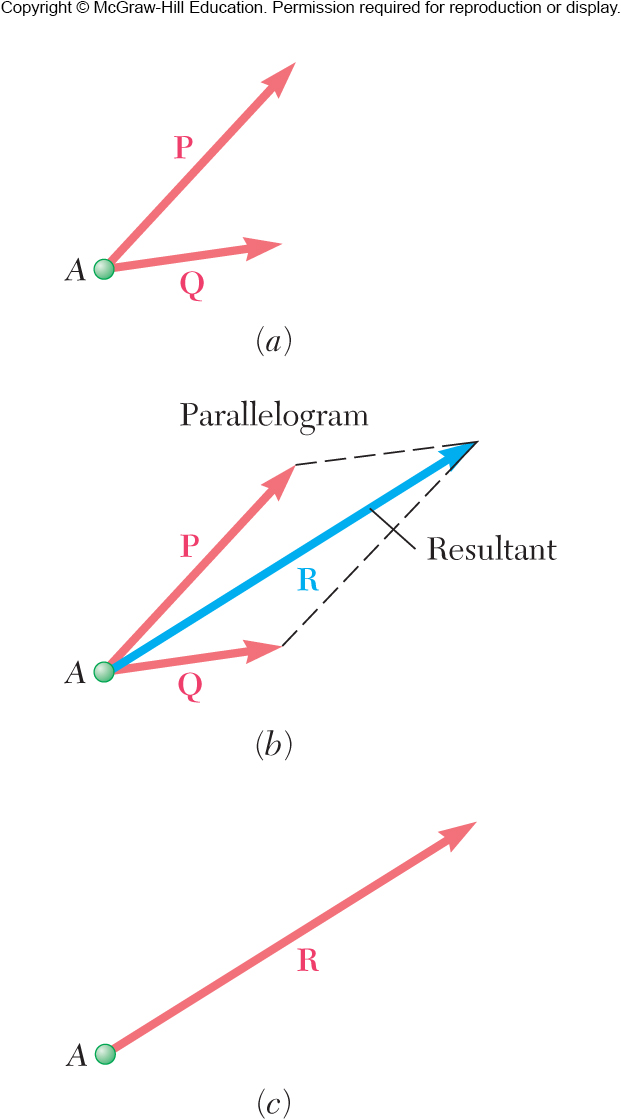 Copyright © McGraw-Hill Education. Permission required for reproduction or display.
P
A
Q
(a)
Parallelogram
P
Resultant
R
A
Q
(b)
R
A
(c)